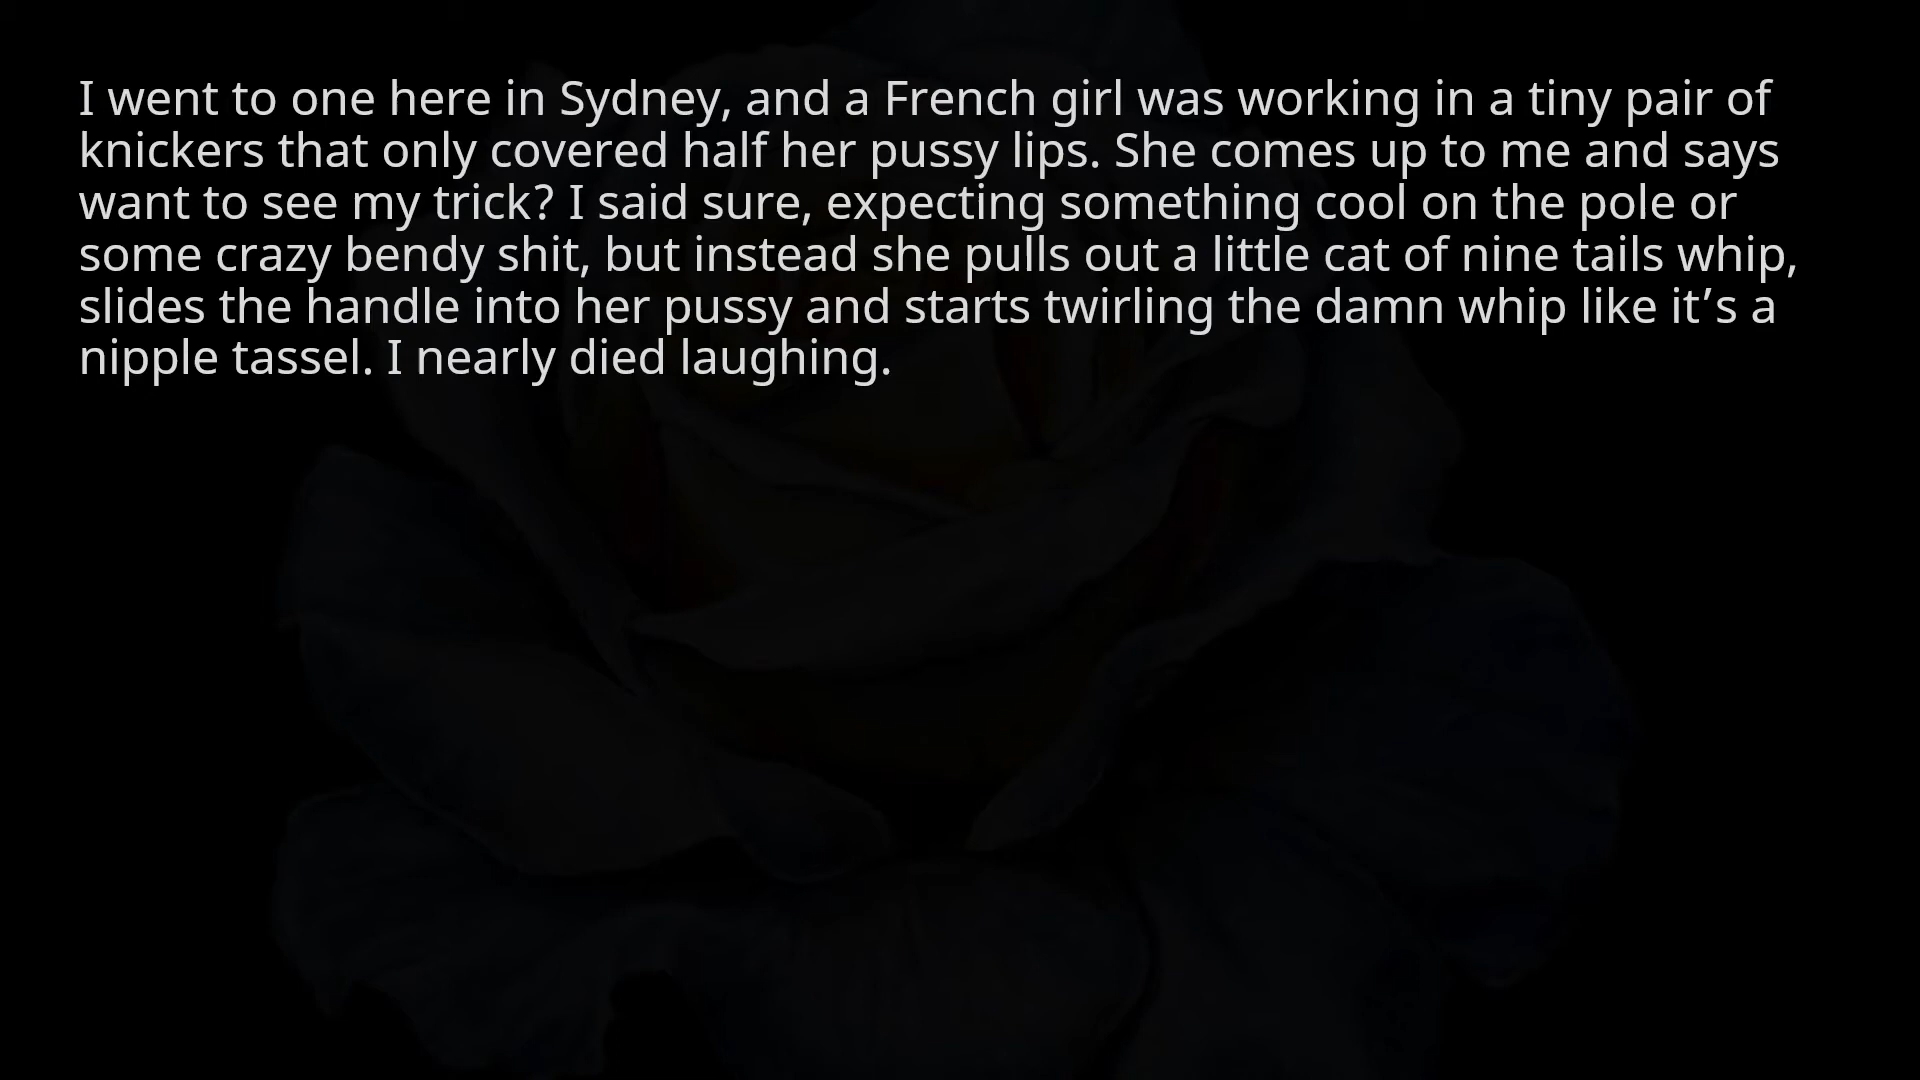 I went to one here in Sydney, and a French girl was working in a tiny pair of
knickers that only covered half her pussy lips. She comes up to me and says
want to see my trick? I said sure, expecting something cool on the pole or
some crazy bendy shit, but instead she pulls out a little cat of nine tails whip,
slides the handle into her pussy and starts twirling the damn whip like it’s a
nipple tassel. I nearly died laughing.